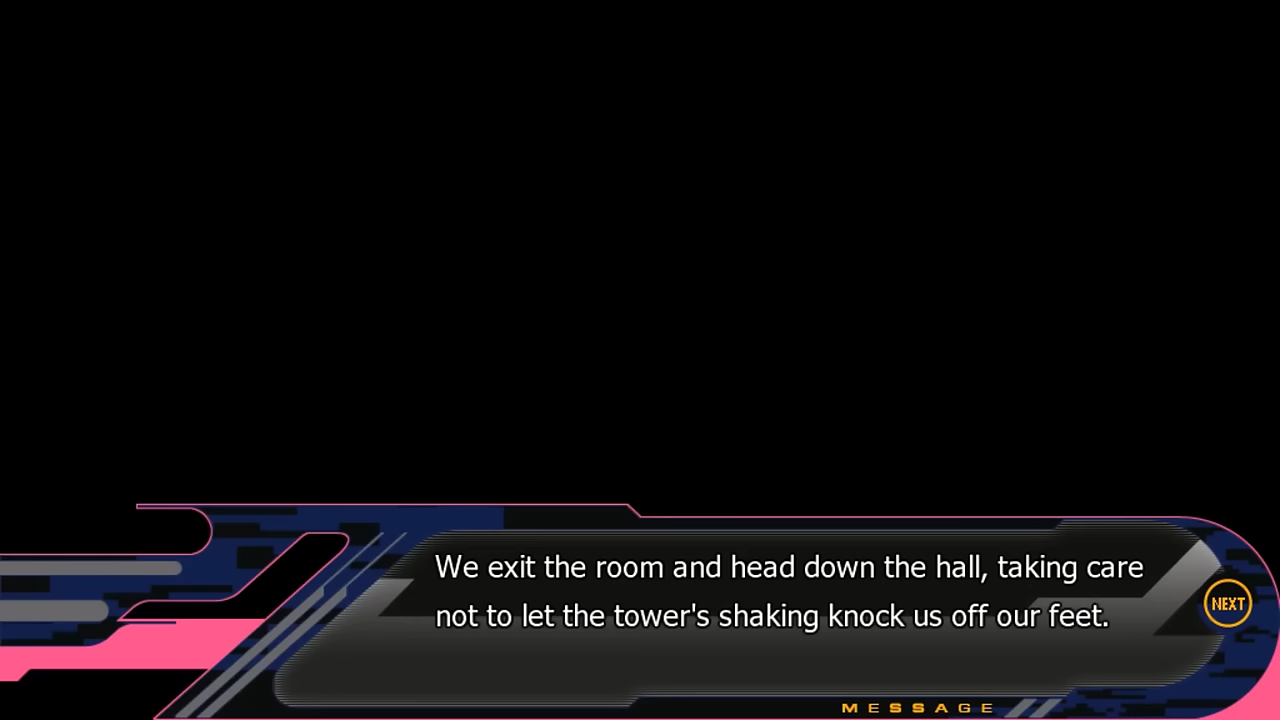 We exit the room and head down the hall, taking care
not to let the tower's shaking knock us off our feet.
NEXT
MESSAGE